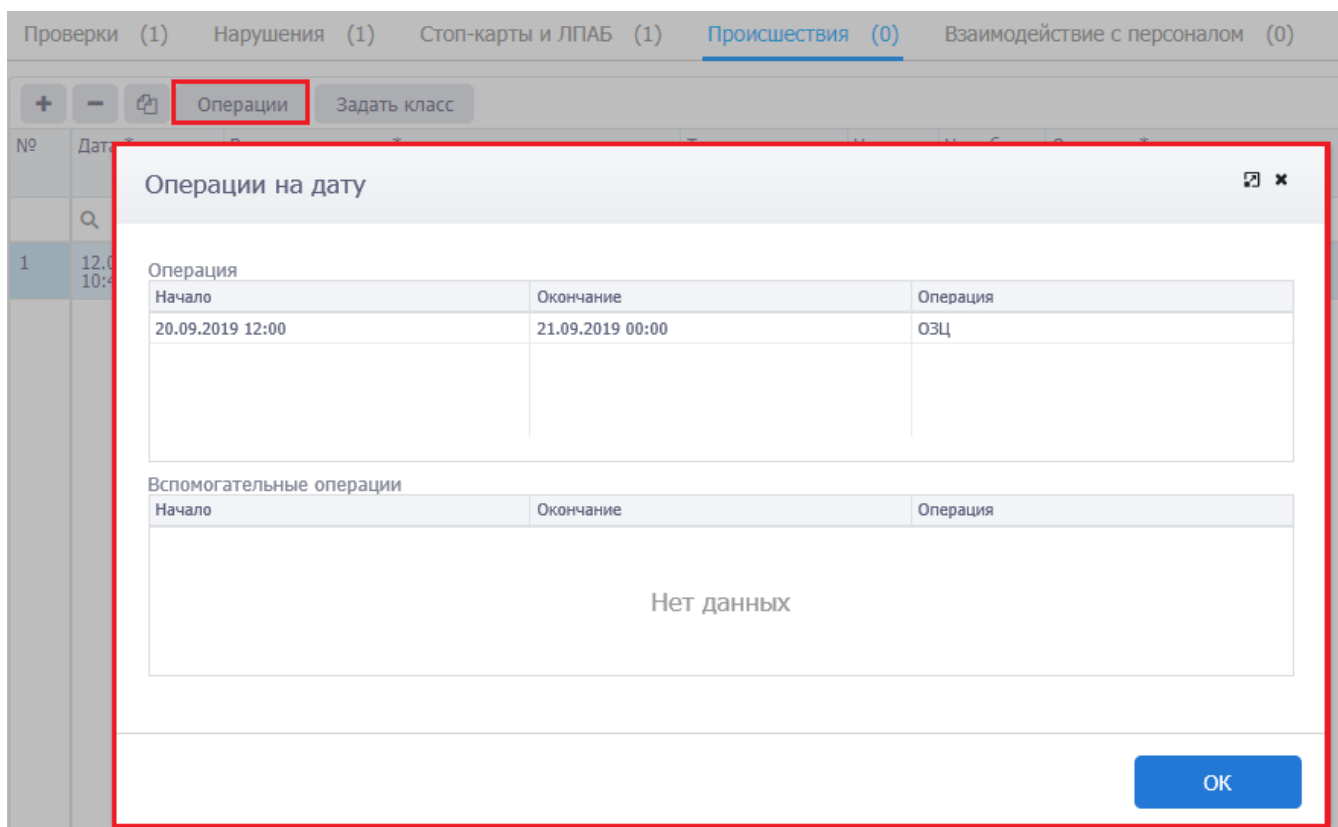 Проверки (1) Нарушения (1) Стоп-карты и ЛПАБ (1) Происшествия (0) Взаимодействие с персоналом (0)
Операции Задать класс
№ Дата
Операции на дату
1
Операция
Начало Окончание Операция
20.09.2019 12:00 21.09.2019 00:00 ОЗЦ
Вспомогательные операции
Начало Окончание Операция
Нет данных
ОК